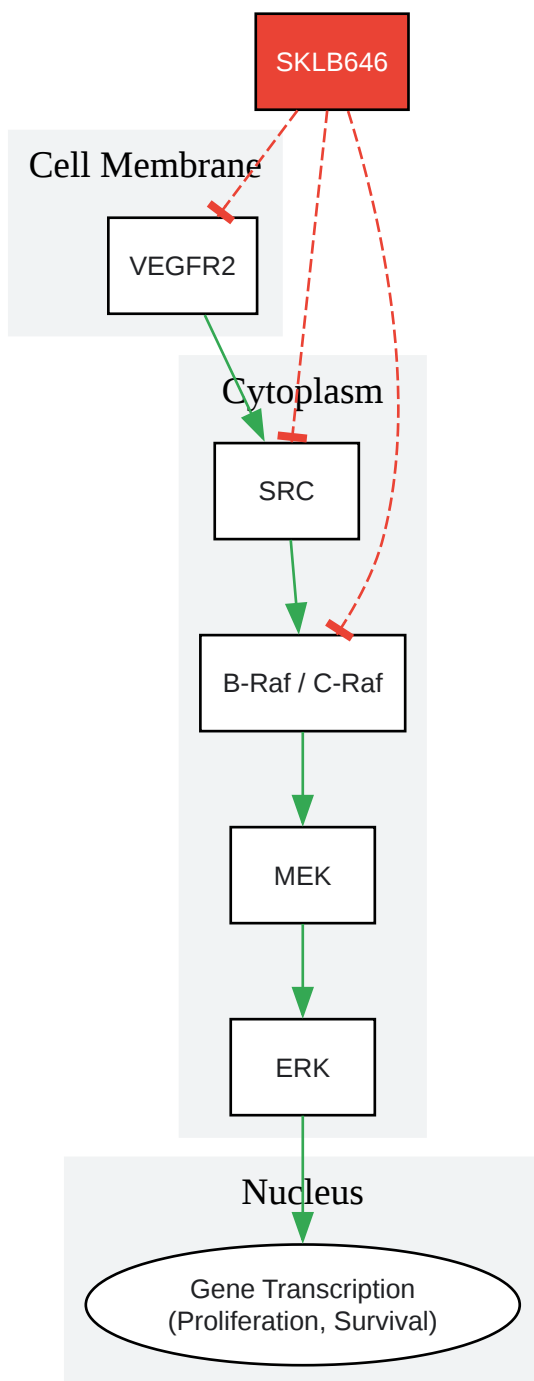 SKLB646
Cell Membrane
VEGFR2
Cytoplasm
SRC
B-Raf / C-Raf
MEK
ERK
Nucleus
Gene Transcription
(Proliferation, Survival)